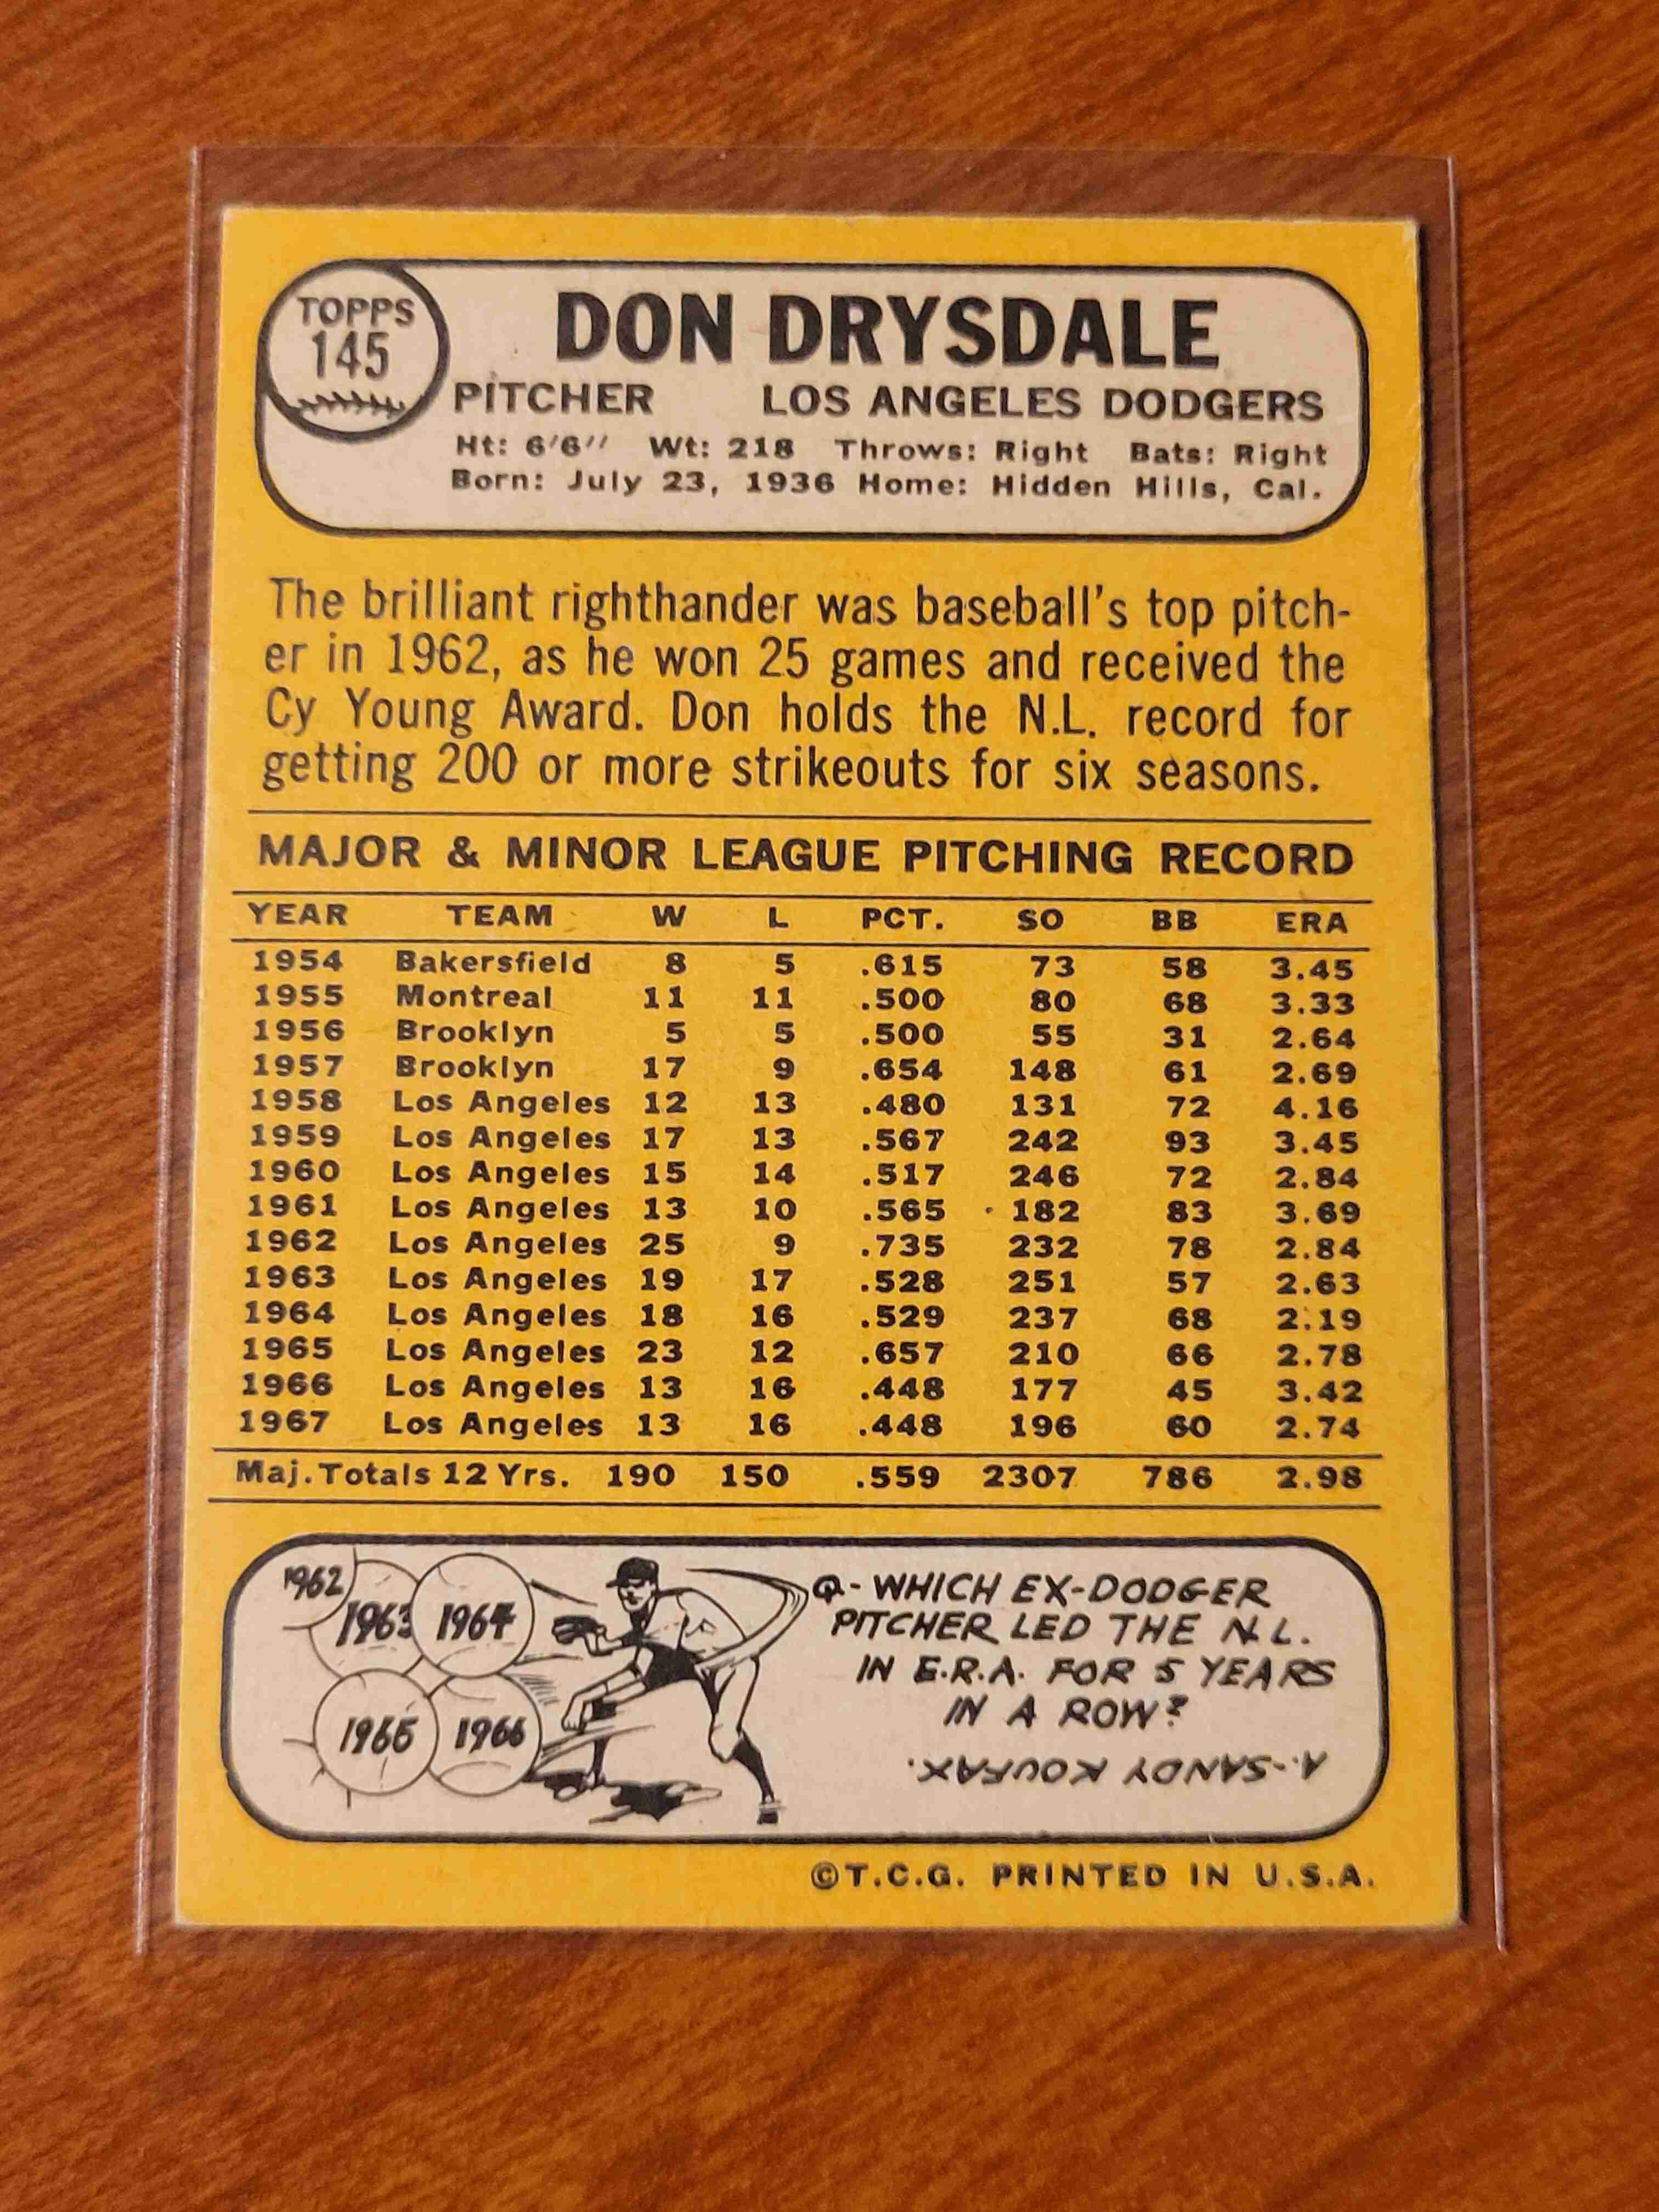 TOPPS
145
DON DRYSDALE
PITCHER LOS ANGELES DODGERS
Ht: 6'6" Wt: 218 Throws: Right Bats: Right
Born: July 23, 1936 Home: Hidden Hills, Cal.
The brilliant righthander was baseball's top pitch-
er in 1962, as he won 25 games and received the
Cy Young Award. Don holds the N.L. record for
getting 200 or more strikeouts for six seasons.
MAJOR & MINOR LEAGUE PITCHING RECORD
YEAR TEAM W L PCT. SO BB ERA
1954 Bakersfield 8 5 .615 73 58 3.45
1955 Montreal 11 11 .500 80 68 3.33
1956 Brooklyn 5 5 .500 55 31 2.64
1957 Brooklyn 17 9 .654 148 61 2.69
1958 Los Angeles 12 13 .480 131 72 4.16
1959 Los Angeles 17 13 .567 242 93 3.45
1960 Los Angeles 15 14 .517 246 72 2.84
1961 Los Angeles 13 10 .565 182 83 3.69
1962 Los Angeles 25 9 .735 232 78 2.84
1963 Los Angeles 19 17 .528 251 57 2.63
1964 Los Angeles 18 16 .529 237 68 2.19
1965 Los Angeles 23 12 .657 210 66 2.78
1966 Los Angeles 13 16 .448 177 45 3.42
1967 Los Angeles 13 16 .448 196 60 2.74
Maj. Totals 12 Yrs. 190 150 .559 2307 786 2.98
1962
1963
1964
1965
1966
Q-WHICH EX-DODGER
PITCHER LED THE N.L.
IN E.R.A. FOR 5 YEARS
IN A ROW?
A.-SANDY KOUFAX.
©T.C.G. PRINTED IN U.S.A.